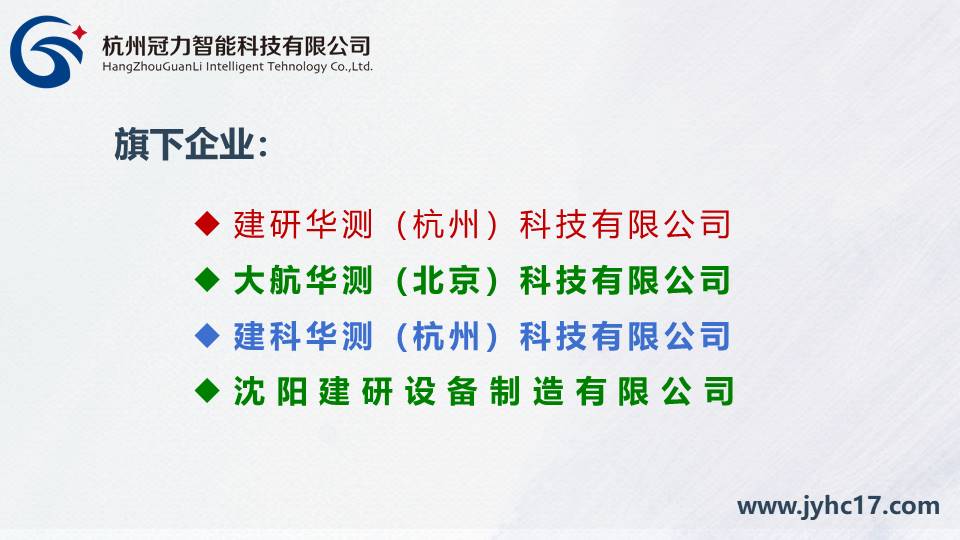 杭州冠力智能科技有限公司
HangZhouGuanLi Intelligent Tehnology Co.,Ltd.
旗下企业：
◆ 建研华测（杭州）科技有限公司
◆ 大航华测（北京）科技有限公司
◆ 建科华测（杭州）科技有限公司
◆ 沈阳建研设备制造有限公司
www.jyhc17.com